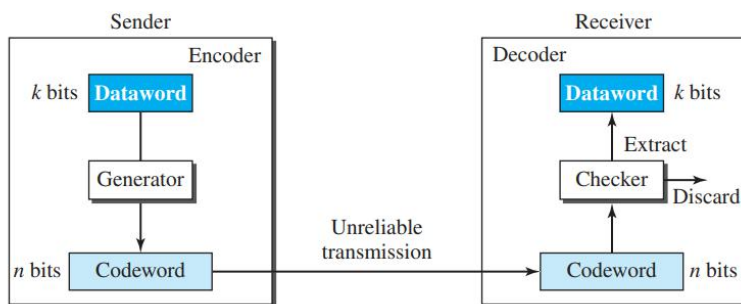 Sender
Encoder
k bits
Dataword
Generator
n bits
Codeword
Unreliable
transmission
Receiver
Decoder
Dataword
k bits
Extract
Checker
Discard
Codeword
n bits